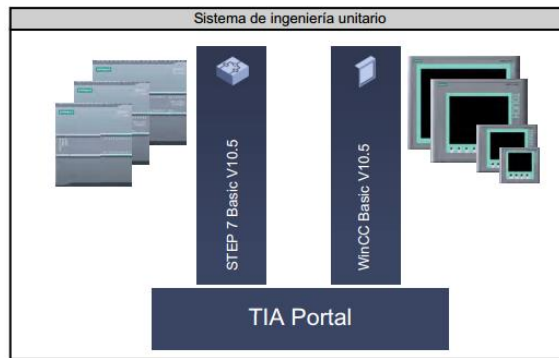 Sistema de ingeniería unitario
STEP 7 Basic V10.5
WinCC Basic V10.5
TIA Portal